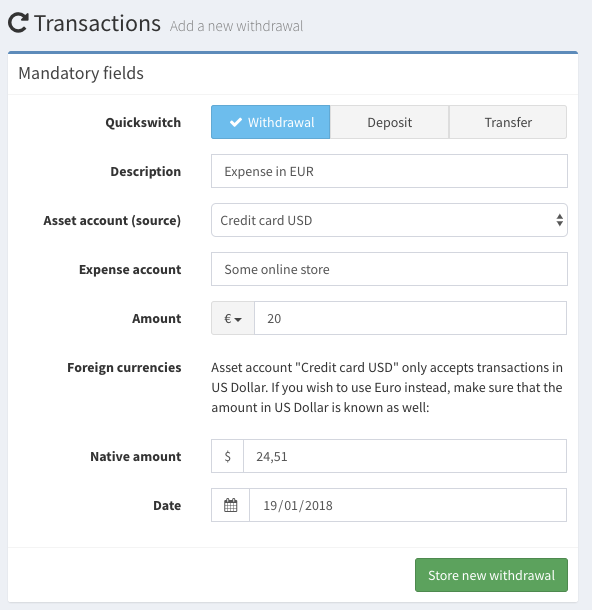 Transactions Add a new withdrawal
Mandatory fields
Quickswitch Withdrawal Deposit Transfer
Description Expense in EUR
Asset account (source) Credit card USD
Expense account Some online store
Amount € 20
Foreign currencies Asset account "Credit card USD" only accepts transactions in
US Dollar. If you wish to use Euro instead, make sure that the
amount in US Dollar is known as well:
Native amount $ 24,51
Date 19/01/2018
Store new withdrawal